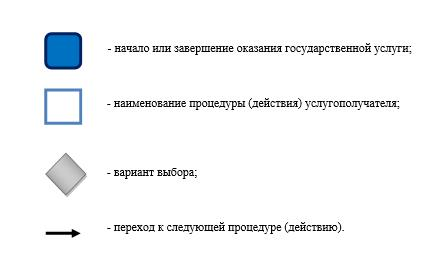 - начало или завершение оказания государственной услуги;
- наименование процедуры (действия) услугополучателя;
- вариант выбора;
- переход к следующей процедуре (действию).